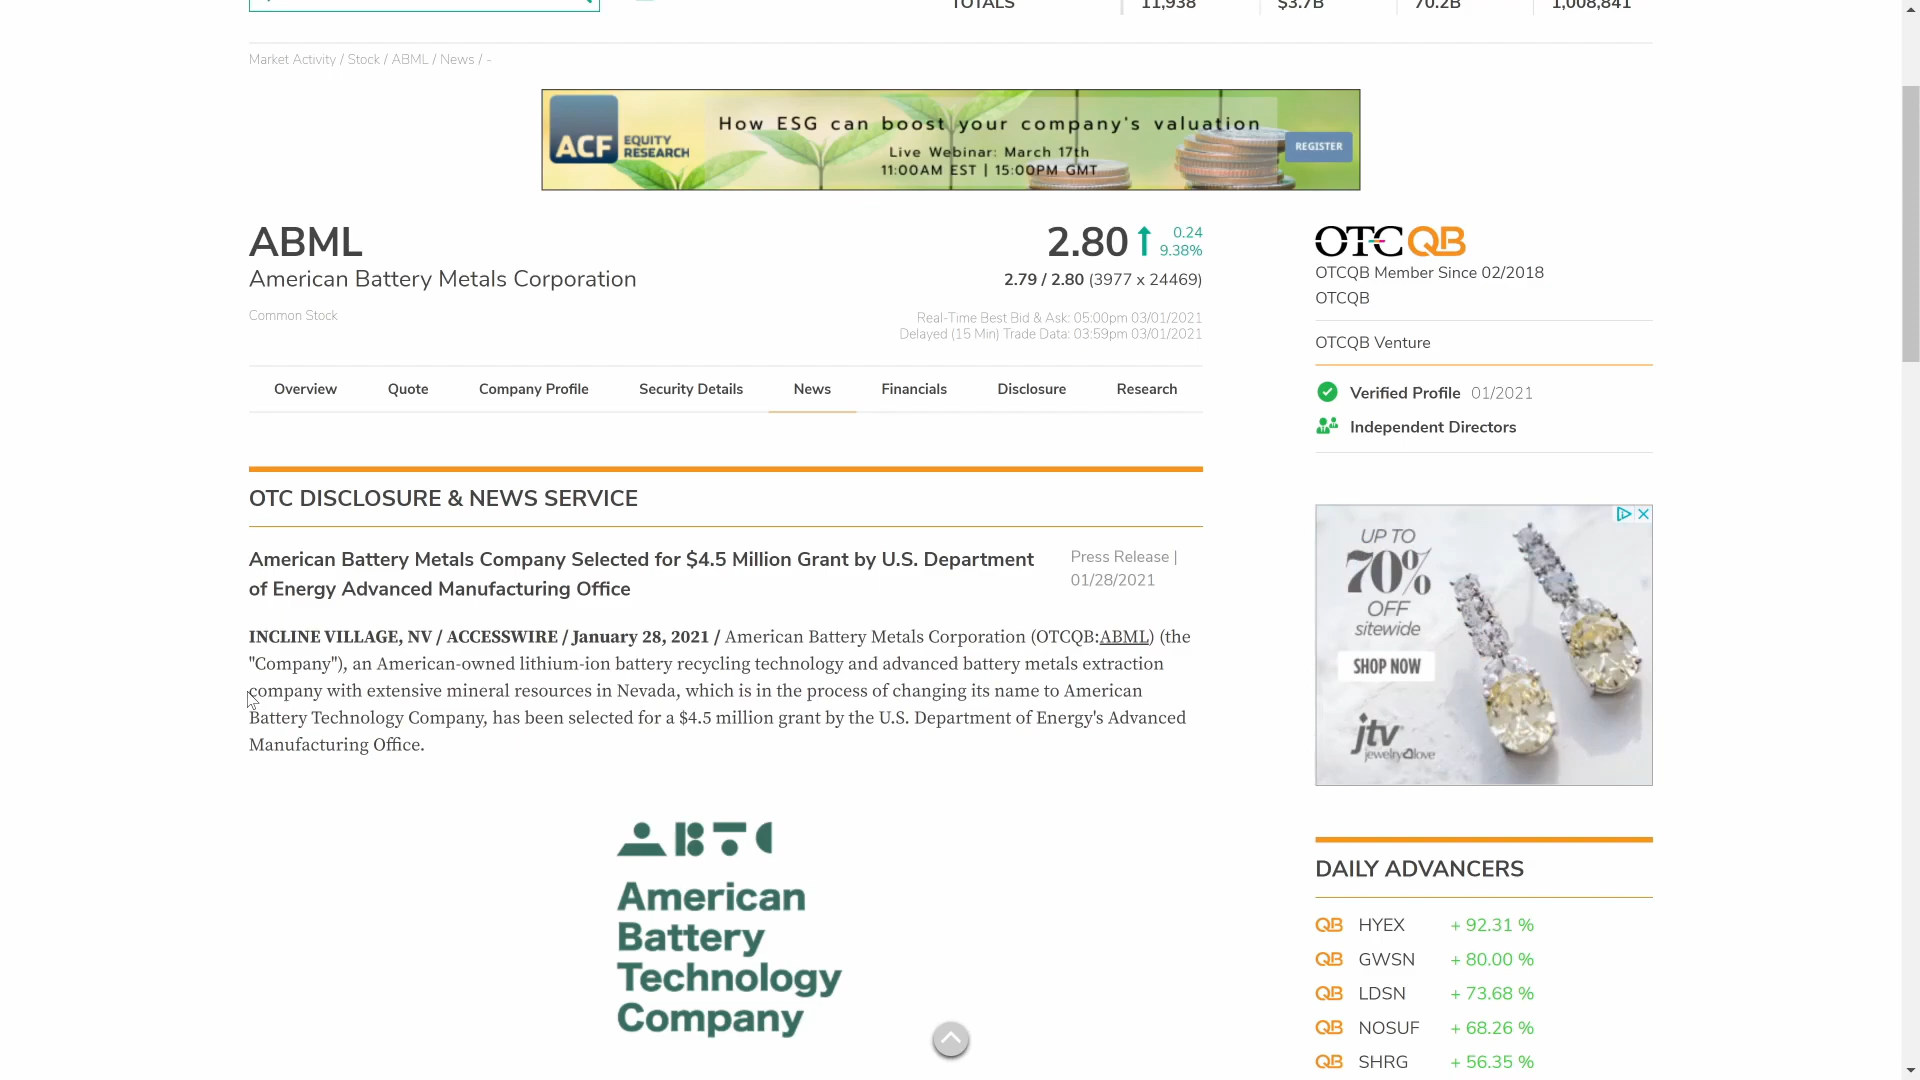 TOTALS 11,938 $3.7B 70.2B 1,008,841
Market Activity / Stock / ABML / News / -
ACF EQUITY RESEARCH
How ESG can boost your company's valuation
Live Webinar: March 17th
11:00AM EST | 15:00PM GMT
REGISTER
ABML
American Battery Metals Corporation
Common Stock
2.80 0.24
9.38%
2.79 / 2.80 (3977 x 24469)
Real-Time Best Bid & Ask: 05:00pm 03/01/2021
Delayed (15 Min) Trade Data: 03:59pm 03/01/2021
OTCQB
OTCQB Member Since 02/2018
OTCQB
OTCQB Venture
Verified Profile 01/2021
Independent Directors
Overview Quote Company Profile Security Details News Financials Disclosure Research
OTC DISCLOSURE & NEWS SERVICE
American Battery Metals Company Selected for $4.5 Million Grant by U.S. Department
of Energy Advanced Manufacturing Office
Press Release |
01/28/2021
INCLINE VILLAGE, NV / ACCESSWIRE / January 28, 2021 / American Battery Metals Corporation (OTCQB:ABML) (the
"Company"), an American-owned lithium-ion battery recycling technology and advanced battery metals extraction
company with extensive mineral resources in Nevada, which is in the process of changing its name to American
Battery Technology Company, has been selected for a $4.5 million grant by the U.S. Department of Energy's Advanced
Manufacturing Office.
ABTC
American
Battery
Technology
Company
UP TO
70%
OFF
sitewide
SHOP NOW
jtv
jewelry love
DAILY ADVANCERS
QB HYEX + 92.31 %
QB GWSN + 80.00 %
QB LDSN + 73.68 %
QB NOSUF + 68.26 %
QB SHRG + 56.35 %